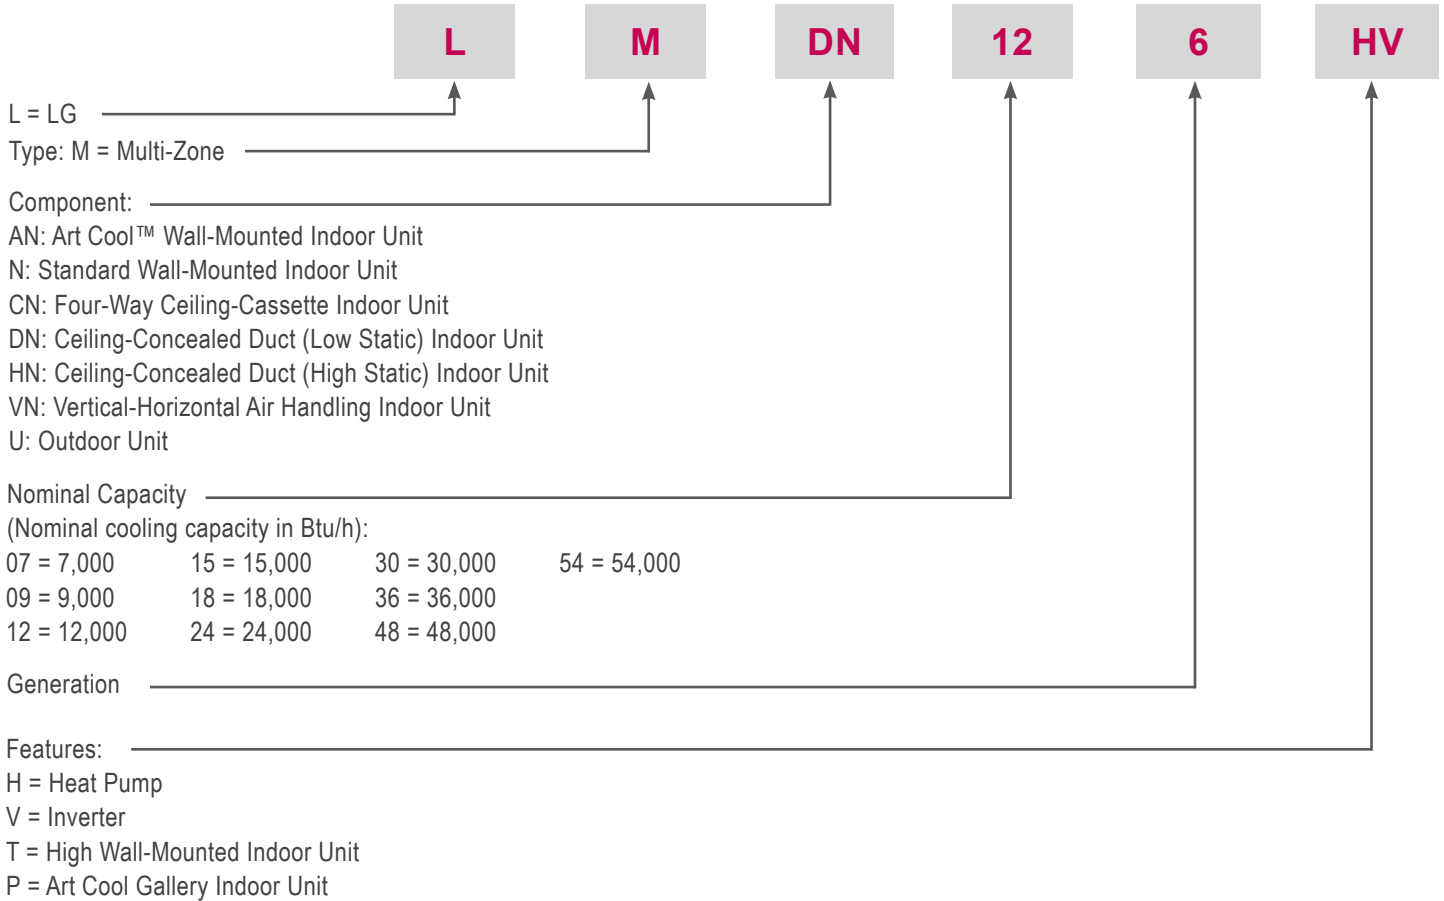 L M DN 12 6 HV
L = LG
Type: M = Multi-Zone
Component:
AN: Art Cool™ Wall-Mounted Indoor Unit
N: Standard Wall-Mounted Indoor Unit
CN: Four-Way Ceiling-Cassette Indoor Unit
DN: Ceiling-Concealed Duct (Low Static) Indoor Unit
HN: Ceiling-Concealed Duct (High Static) Indoor Unit
VN: Vertical-Horizontal Air Handling Indoor Unit
U: Outdoor Unit
Nominal Capacity
(Nominal cooling capacity in Btu/h):
07 = 7,000 15 = 15,000 30 = 30,000 54 = 54,000
09 = 9,000 18 = 18,000 36 = 36,000
12 = 12,000 24 = 24,000 48 = 48,000
Generation
Features:
H = Heat Pump
V = Inverter
T = High Wall-Mounted Indoor Unit
P = Art Cool Gallery Indoor Unit